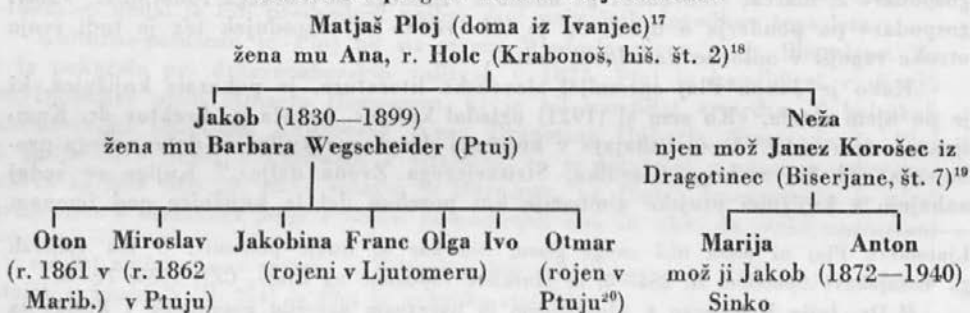 Matjaš Ploj (doma iz Ivanjec)¹⁷
žena mu Ana, r. Holc (Krabonoš, hiš. št. 2)¹⁸
Jakob (1830—1899)
žena mu Barbara Wegscheider (Ptuj)
Neža
njen mož Janez Korošec iz
Dragotinec (Bišerjane, št. 7)¹⁹
Oton Miroslav Jakobina Franc Olga Ivo Otmar
(r. 1861 v (r. 1862 (rojeni v Ljutomeru) (rojen v
Marib.) v Ptuju) Ptuju²⁰)
Marija Anton
mož ji Jakob (1872—1940)
Sinko